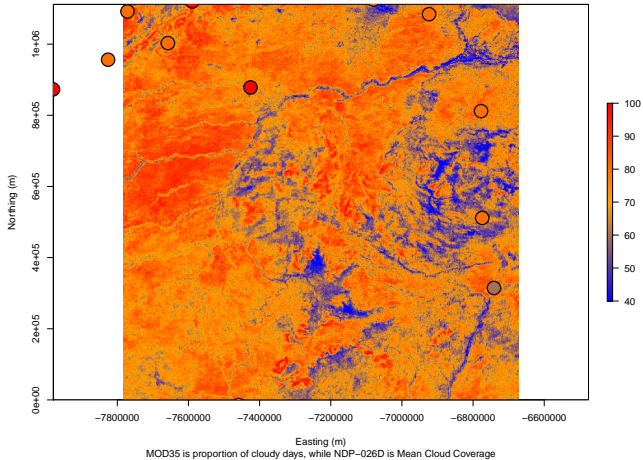 1e+06
8e+05
6e+05
4e+05
2e+05
0e+00
Northing (m)
100
90
80
70
60
50
40
−7800000 −7600000 −7400000 −7200000 −7000000 −6800000 −6600000
Easting (m)
MOD35 is proportion of cloudy days, while NDP−026D is Mean Cloud Coverage